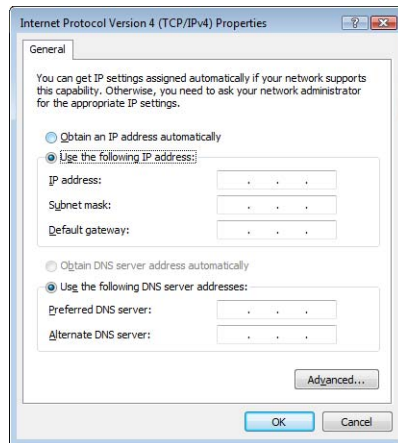 Internet Protocol Version 4 (TCP/IPv4) Properties
General
You can get IP settings assigned automatically if your network supports
this capability. Otherwise, you need to ask your network administrator
for the appropriate IP settings.
Obtain an IP address automatically
Use the following IP address:
IP address:
. . .
Subnet mask:
. . .
Default gateway:
. . .
Obtain DNS server address automatically
Use the following DNS server addresses:
Preferred DNS server:
. . .
Alternate DNS server:
. . .
Advanced...
OK
Cancel